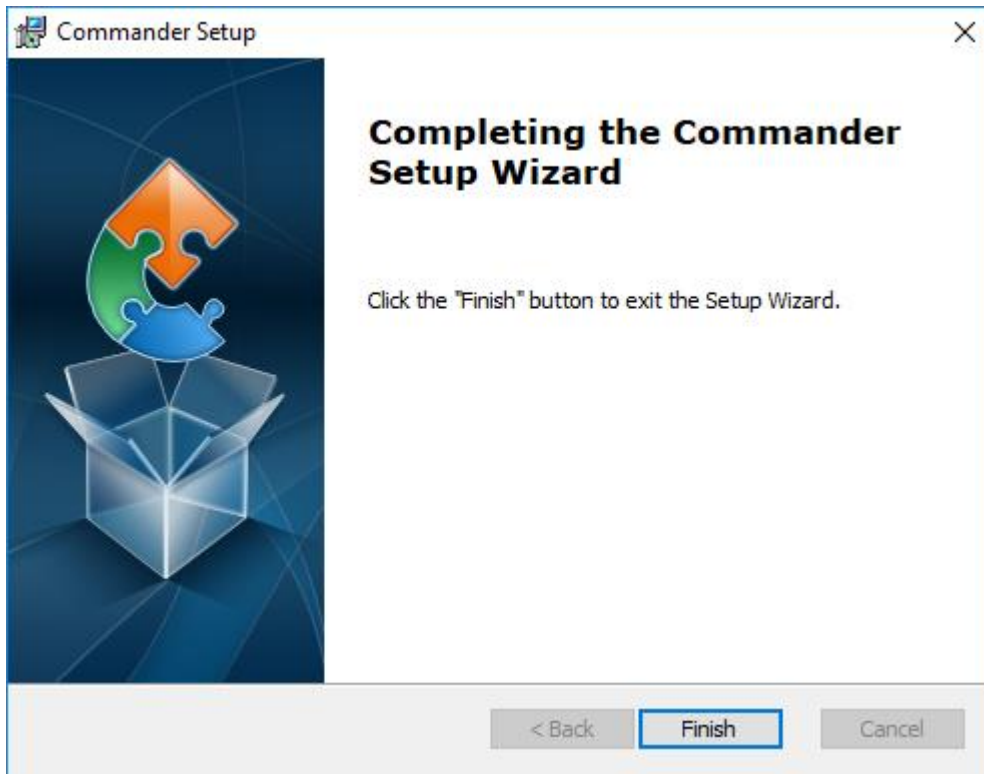 Commander Setup
Completing the Commander
Setup Wizard
Click the "Finish" button to exit the Setup Wizard.
< Back Finish Cancel